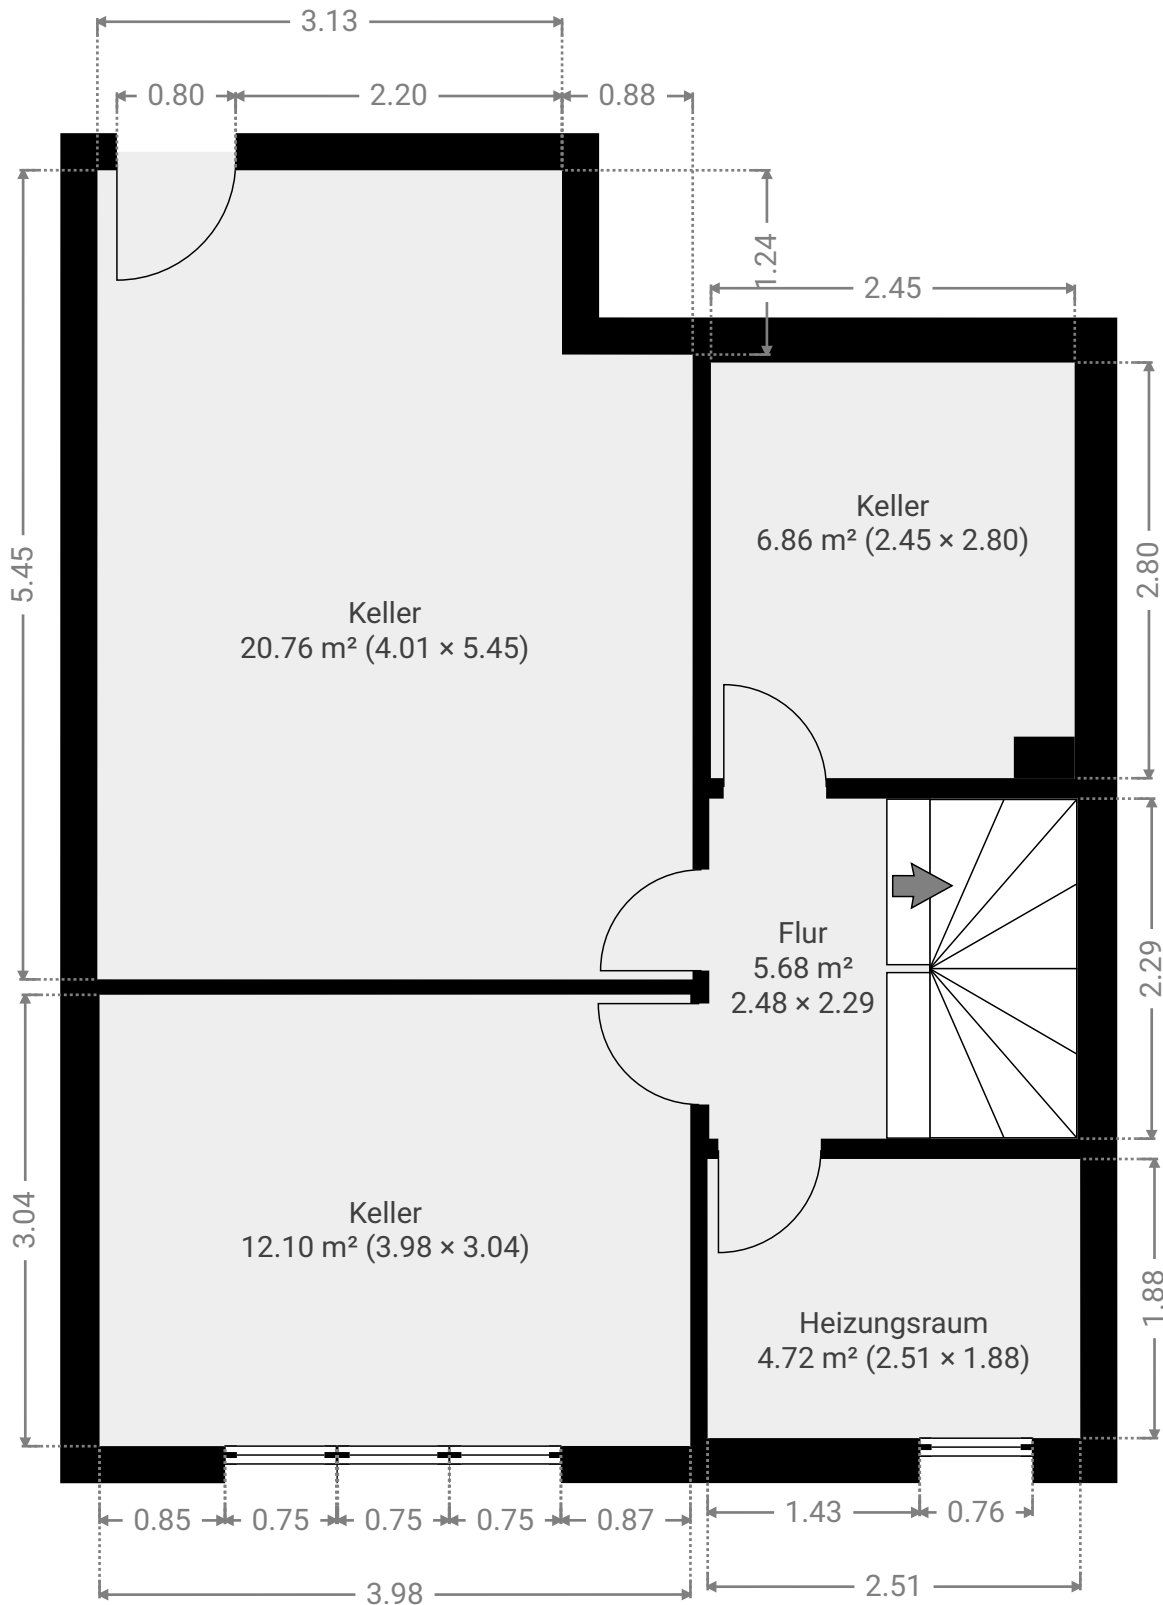 3.13
0.80
2.20
0.88
1.24
2.45
Keller
6.86 m² (2.45 × 2.80)
5.45
2.80
Keller
20.76 m² (4.01 × 5.45)
Flur
5.68 m²
2.48 × 2.29
2.29
3.04
Keller
12.10 m² (3.98 × 3.04)
1.88
Heizungsraum
4.72 m² (2.51 × 1.88)
0.85
0.75
0.75
0.75
0.87
1.43
0.76
3.98
2.51